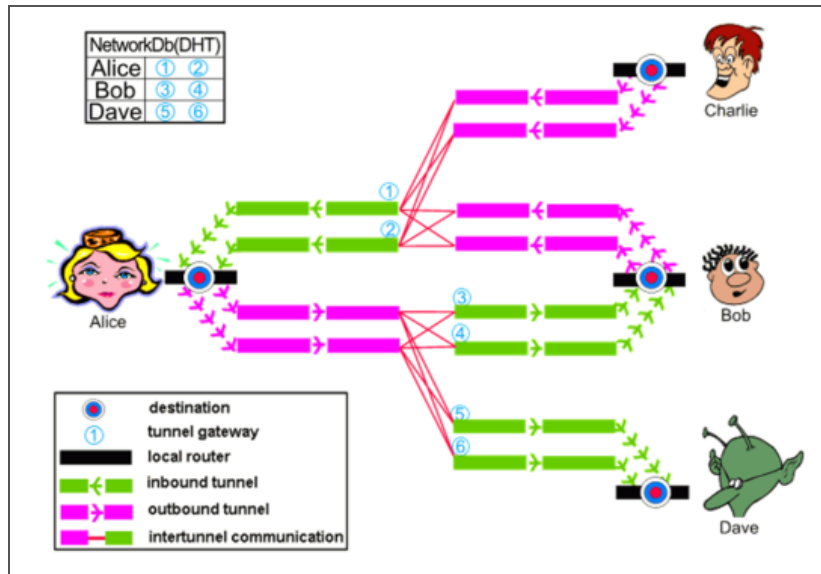 NetworkDb(DHT)
Alice ① ②
Bob ③ ④
Dave ⑤ ⑥
Charlie
①
②
Alice
③
④
Bob
⑤
⑥
Dave
destination
① tunnel gateway
local router
inbound tunnel
outbound tunnel
intertunnel communication